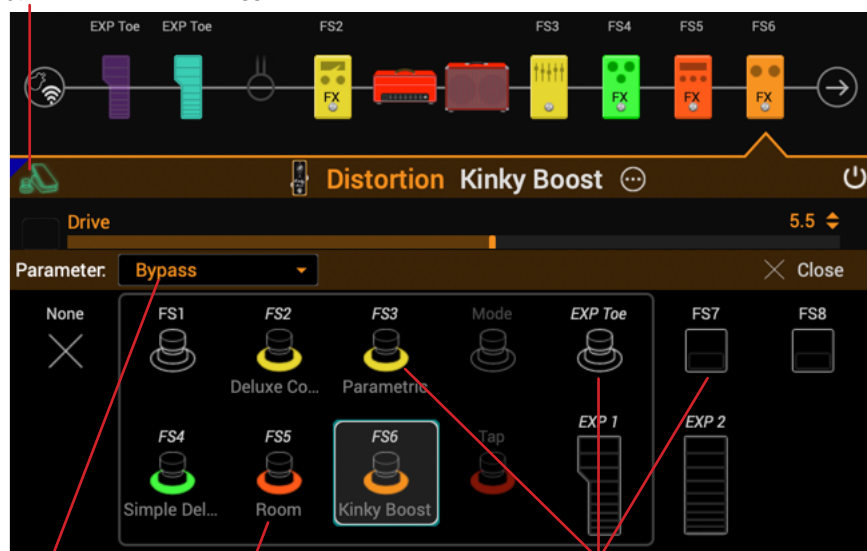 EXP Toe EXP Toe FS2 FS3 FS4 FS5 FS6
FX FX FX FX
Distortion Kinky Boost
Drive 5.5
Parameter: Bypass Close
None FS1 FS2 FS3 Mode EXP Toe FS7 FS8
Deluxe Co... Parametric
FS4 FS5 FS6 Tap EXP 1 EXP 2
Simple Del... Room Kinky Boost